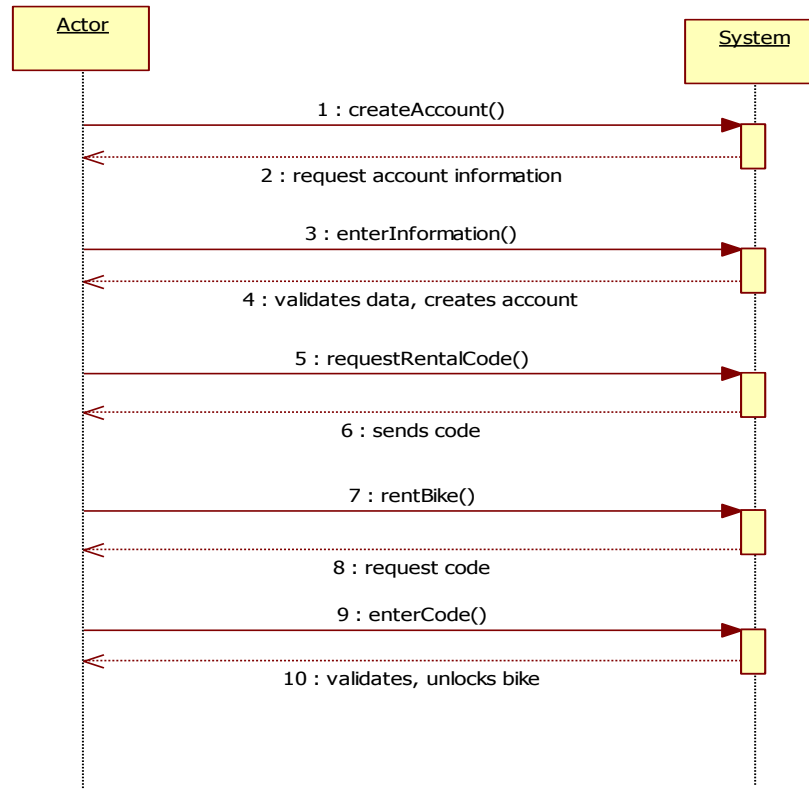 Actor
System
1 : createAccount()
2 : request account information
3 : enterInformation()
4 : validates data, creates account
5 : requestRentalCode()
6 : sends code
7 : rentBike()
8 : request code
9 : enterCode()
10 : validates, unlocks bike